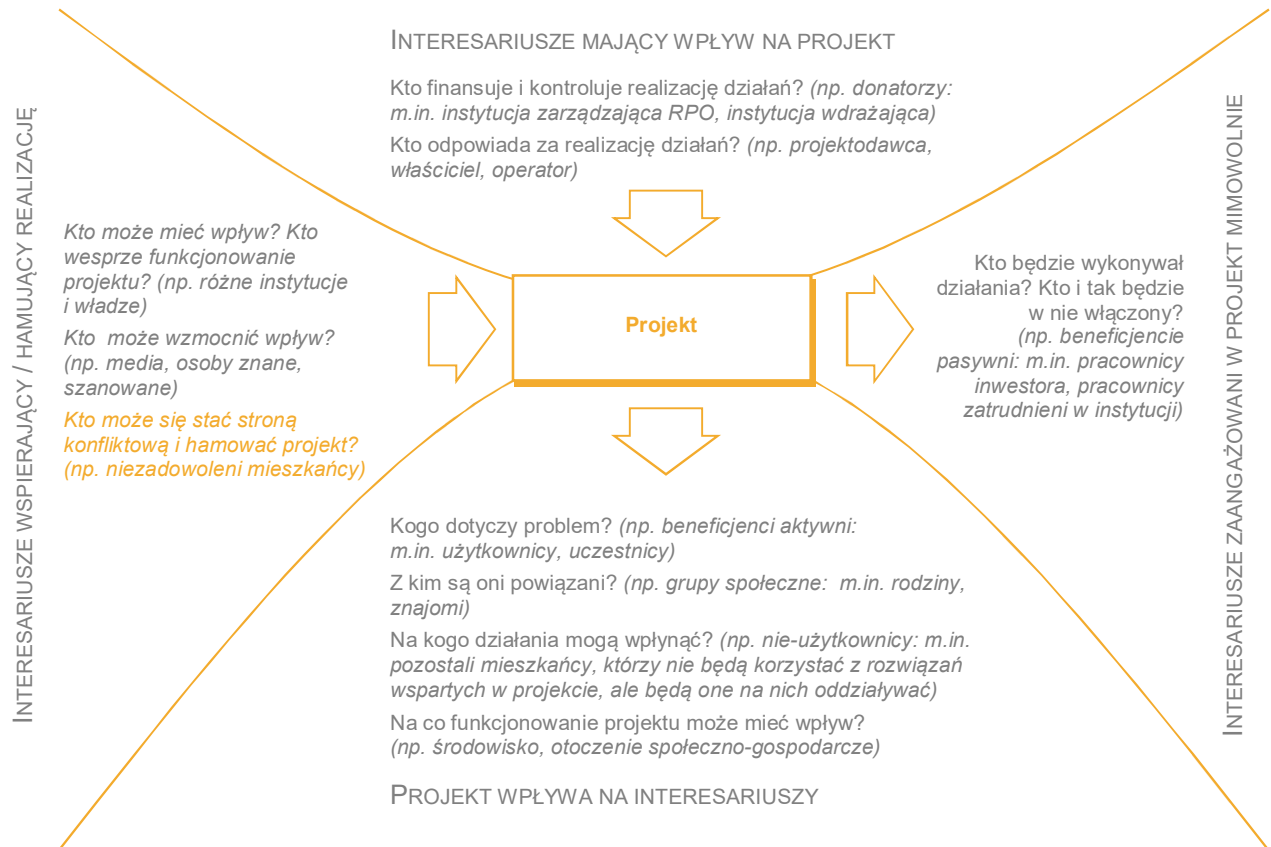 INTERESARIUSZE MAJĄCY WPŁYW NA PROJEKT
Kto finansuje i kontroluje realizację działań? (np. donatorzy:
m.in. instytucja zarządzająca RPO, instytucja wdrażająca)
Kto odpowiada za realizację działań? (np. projektodawca,
właściciel, operator)
INTERESARIUSZE WSPIERAJĄCY / HAMUJĄCY REALIZACJĘ
Kto może mieć wpływ? Kto
wesprze funkcjonowanie
projektu? (np. różne instytucje
i władze)
Kto może wzmocnić wpływ?
(np. media, osoby znane,
szanowane)
Kto może się stać stroną
konfliktową i hamować projekt?
(np. niezadowoleni mieszkańcy)
Projekt
Kto będzie wykonywał
działania? Kto i tak będzie
w nie włączony?
(np. beneficjencie
pasywni: m.in. pracownicy
inwestora, pracownicy
zatrudnieni w instytucji)
INTERESARIUSZE ZAANGAŻOWANI W PROJEKT MIMOWOLNIE
Kogo dotyczy problem? (np. beneficjenci aktywni:
m.in. użytkownicy, uczestnicy)
Z kim są oni powiązani? (np. grupy społeczne: m.in. rodziny,
znajomi)
Na kogo działania mogą wpłynąć? (np. nie-użytkownicy: m.in.
pozostali mieszkańcy, którzy nie będą korzystać z rozwiązań
wspartych w projekcie, ale będą one na nich oddziaływać)
Na co funkcjonowanie projektu może mieć wpływ?
(np. środowisko, otoczenie społeczno-gospodarcze)
PROJEKT WPŁYWA NA INTERESARIUSZY